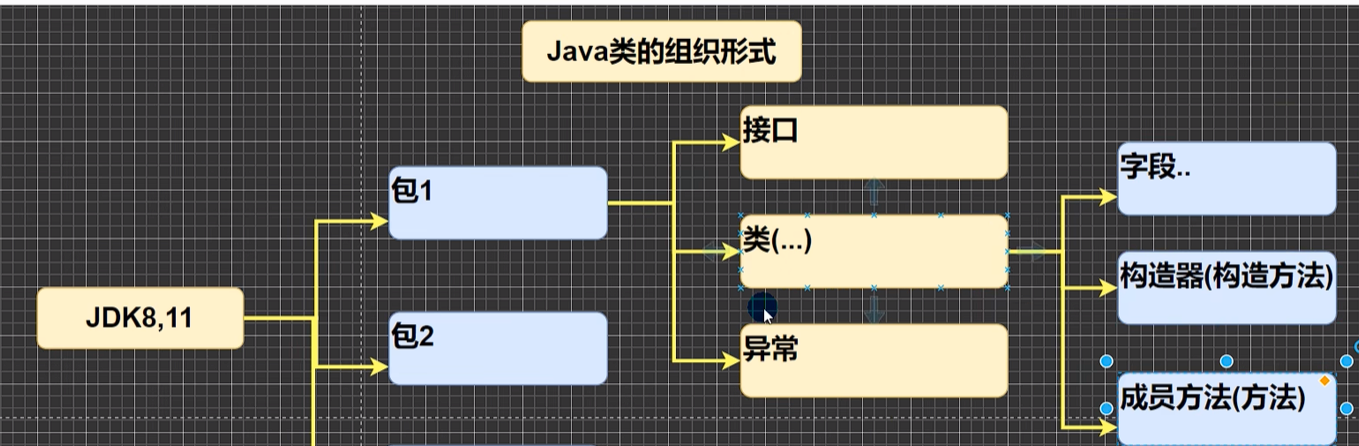 Java类的组织形式
接口
字段..
包1
类(...)
构造器(构造方法)
JDK8,11
包2
异常
成员方法(方法)